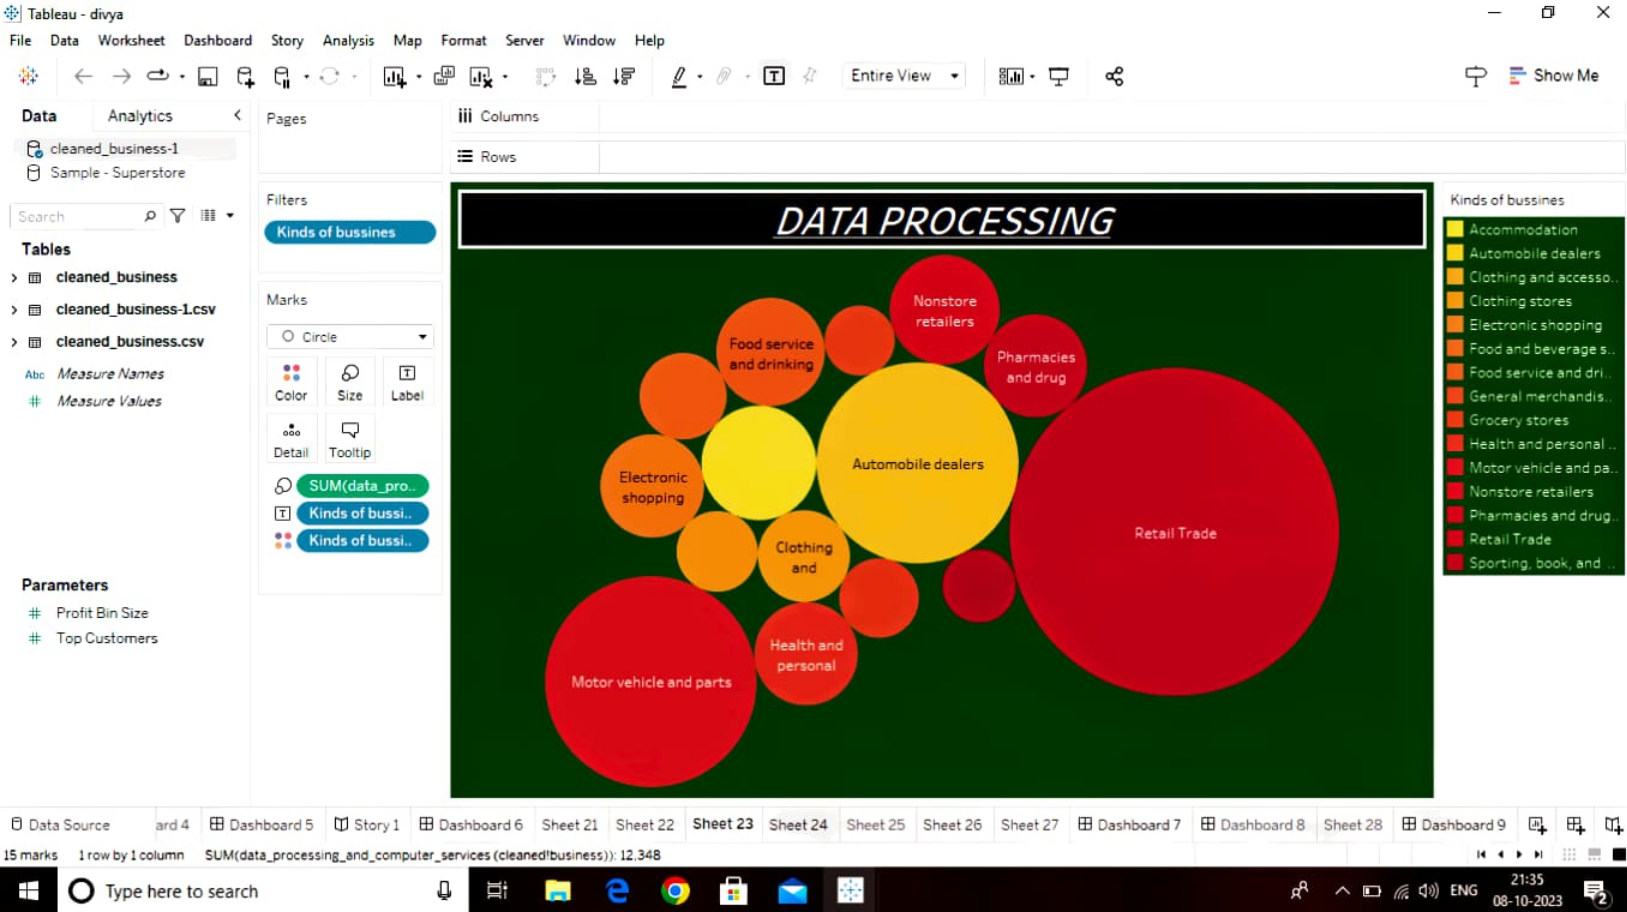 Tableau - divya
File Data Worksheet Dashboard Story Analysis Map Format Server Window Help
Entire View
Show Me
Data
Analytics
cleaned_business-1
Sample - Superstore
Search
Tables
cleaned_business
cleaned_business-1.csv
cleaned_business.csv
Abc Measure Names
# Measure Values
Parameters
# Profit Bin Size
# Top Customers
Pages
Filters
Kinds of bussines
Marks
Circle
Color
Size
Label
Detail
Tooltip
SUM(data_pro..
Kinds of bussi..
Kinds of bussi..
Columns
Rows
DATA PROCESSING
Nonstore
retailers
Food service
and drinking
Pharmacies
and drug
Automobile dealers
Electronic
shopping
Retail Trade
Clothing
and
Health and
personal
Motor vehicle and parts
Kinds of bussines
Accommodation
Automobile dealers
Clothing and accesso..
Clothing stores
Electronic shopping
Food and beverage s..
Food service and dri..
General merchandis..
Grocery stores
Health and personal ..
Motor vehicle and pa..
Nonstore retailers
Pharmacies and drug..
Retail Trade
Sporting, book, and ..
Data Source ard 4 Dashboard 5 Story 1 Dashboard 6 Sheet 21 Sheet 22 Sheet 23 Sheet 24 Sheet 25 Sheet 26 Sheet 27 Dashboard 7 Dashboard 8 Sheet 28 Dashboard 9
15 marks 1 row by 1 column SUM(data_processing_and_computer_services (cleaned!business)): 12,348
Type here to search
ENG
21:35
08-10-2023
2